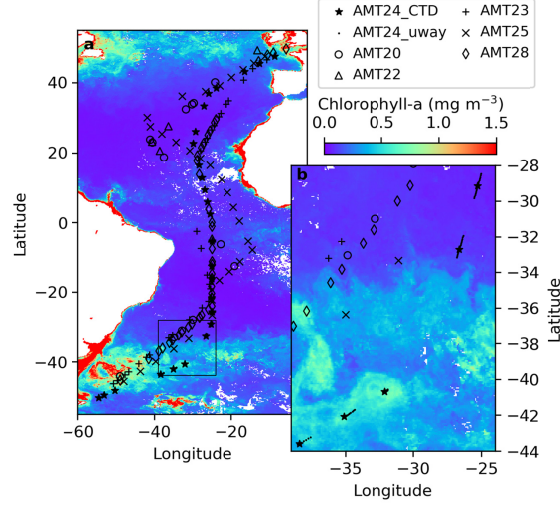 AMT24_CTD
AMT24_uway
AMT20
AMT22
AMT23
AMT25
AMT28
Chlorophyll-a (mg m⁻³)
0.0 0.5 1.0 1.5
a
40
20
0
−20
−40
Latitude
−60 −40 −20
Longitude
b
−28
−30
−32
−34
−36
−38
−40
−42
−44
Latitude
−35 −30 −25
Longitude